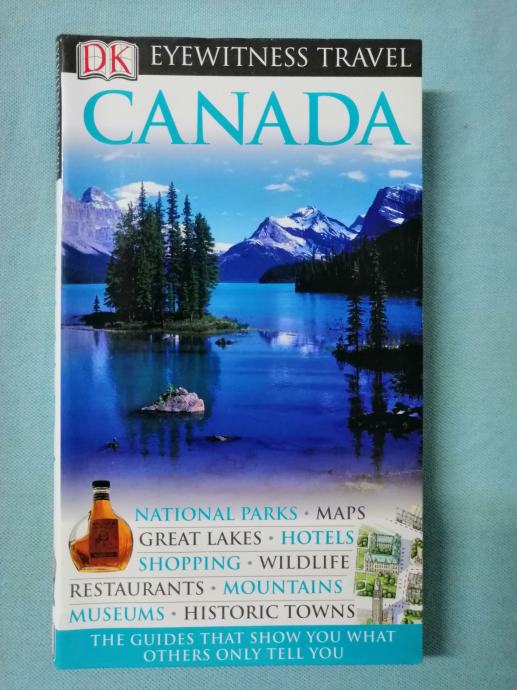 DK EYEWITNESS TRAVEL
CANADA
NATIONAL PARKS • MAPS
GREAT LAKES • HOTELS
SHOPPING • WILDLIFE
RESTAURANTS • MOUNTAINS
MUSEUMS • HISTORIC TOWNS
THE GUIDES THAT SHOW YOU WHAT
OTHERS ONLY TELL YOU